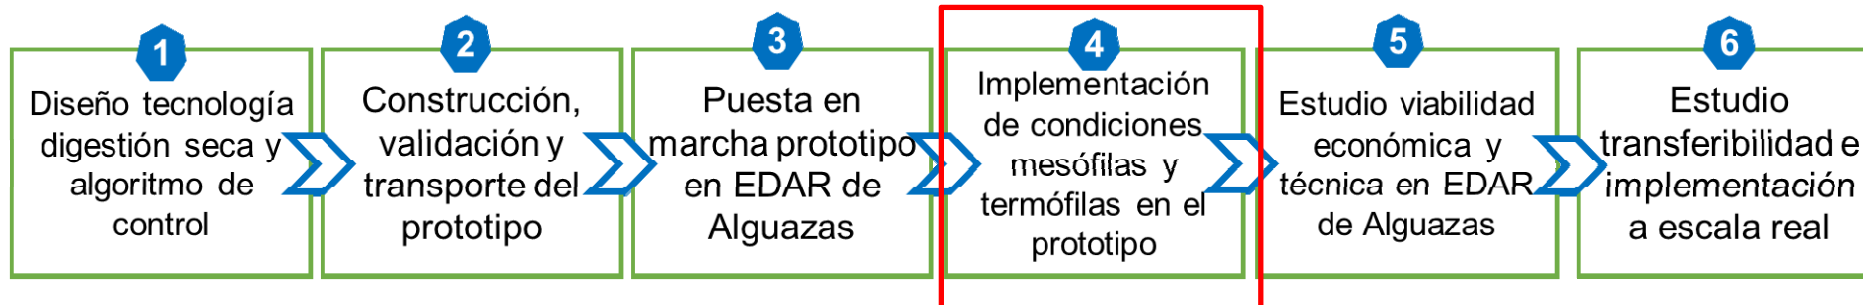 1
Diseño tecnología
digestión seca y
algoritmo de
control
2
Construcción,
validación y
transporte del
prototipo
3
Puesta en
marcha prototipo
en EDAR de
Alguazas
4
Implementación
de condiciones
mesófilas y
termófilas en el
prototipo
5
Estudio viabilidad
económica y
técnica en EDAR
de Alguazas
6
Estudio
transferibilidad e
implementación
a escala real